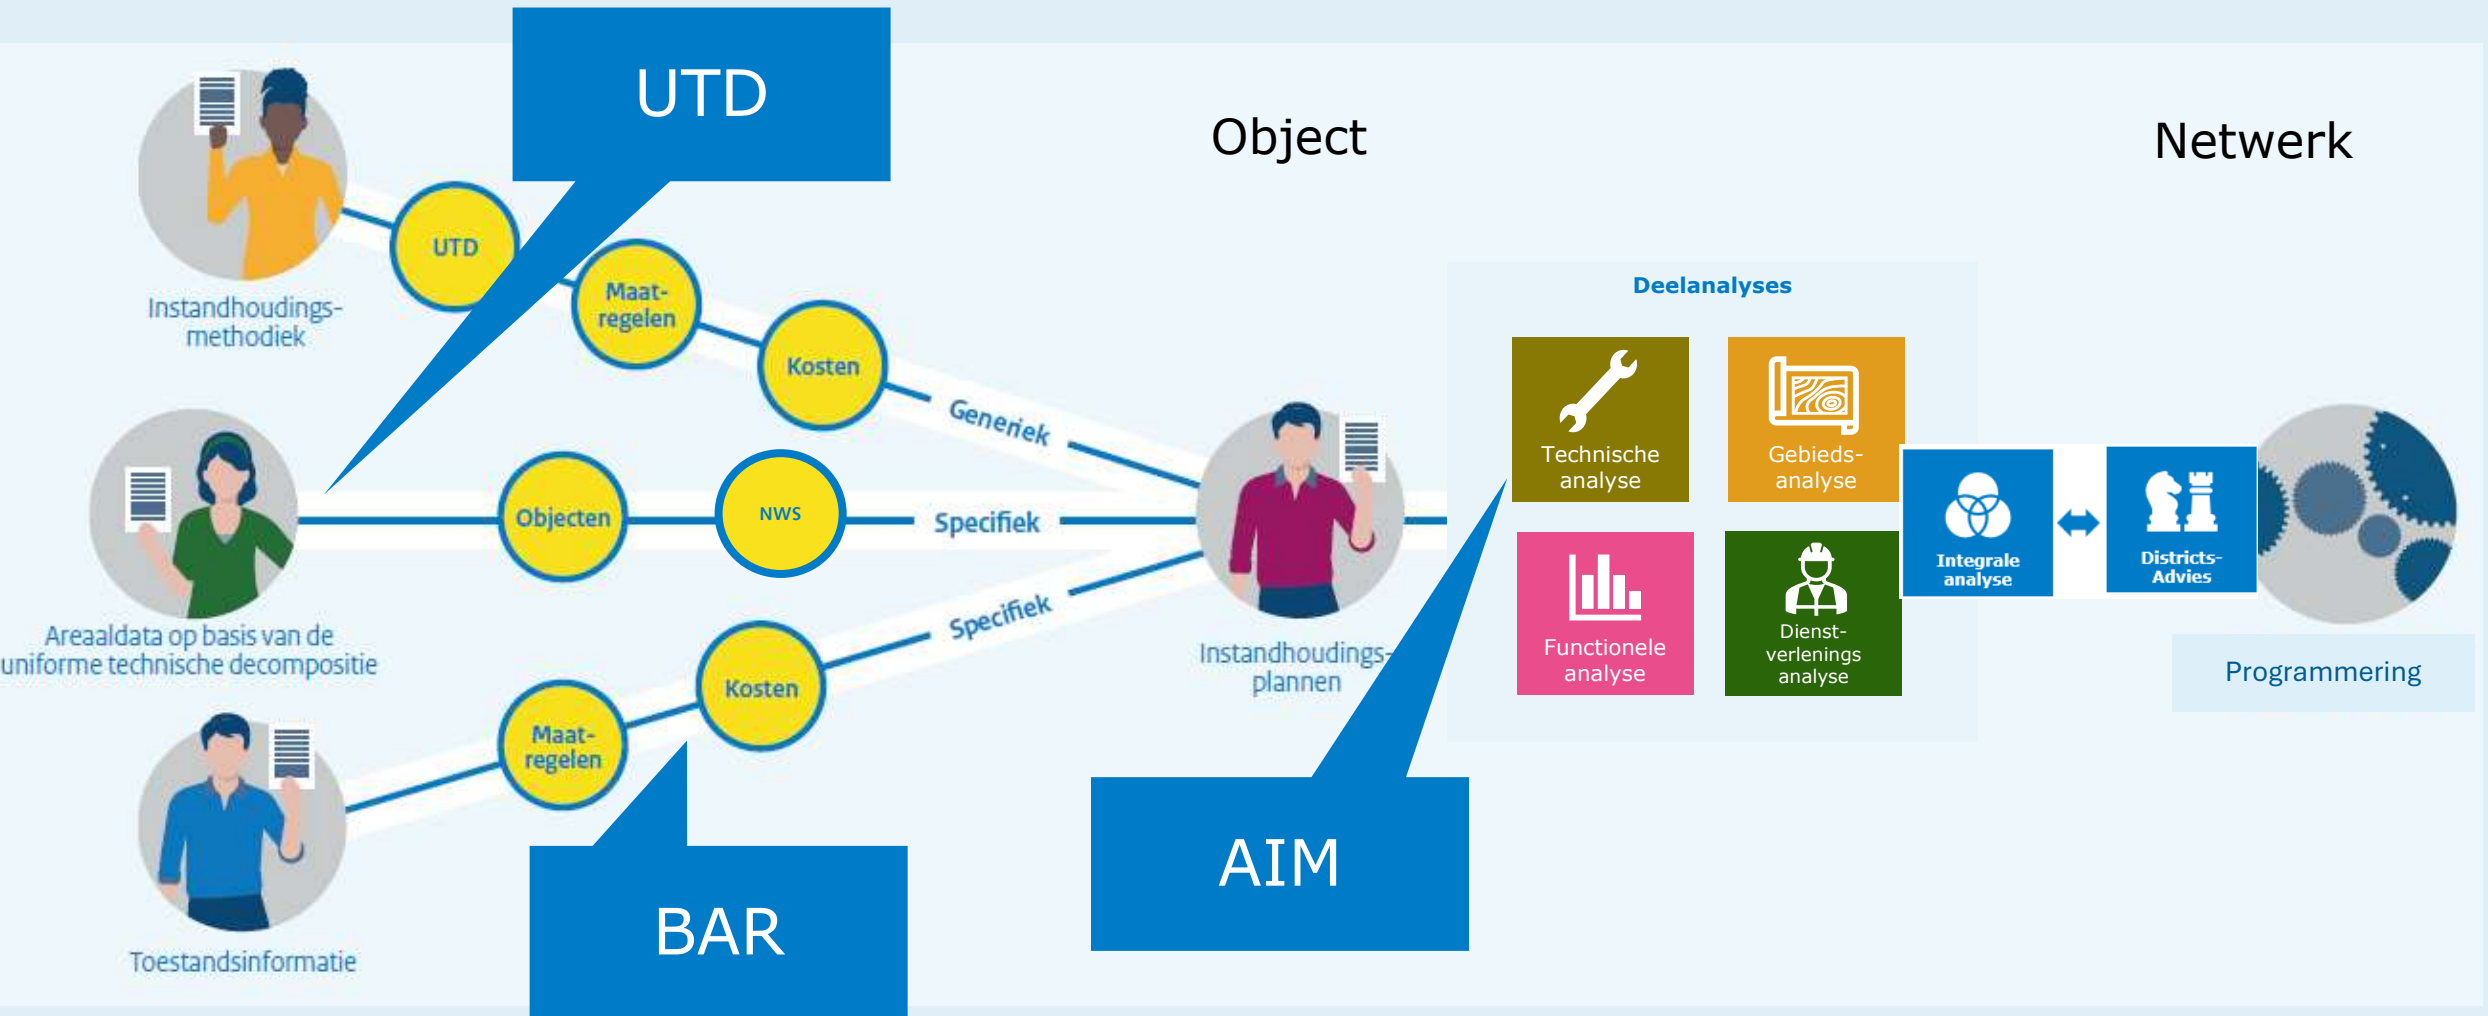 UTD
Object
Netwerk
UTD
Maat-
regelen
Kosten
Generiek
Instandhoudings-
methodiek
Objecten
NWS
Specifiek
Areaaldata op basis van de
uniforme technische decompositie
Maat-
regelen
Kosten
Specifiek
Toestandsinformatie
BAR
Instandhoudings-
plannen
AIM
Deelanalyses
Technische
analyse
Gebieds-
analyse
Functionele
analyse
Dienst-
verlenings
analyse
Integrale
analyse
Districts-
Advies
Programmering